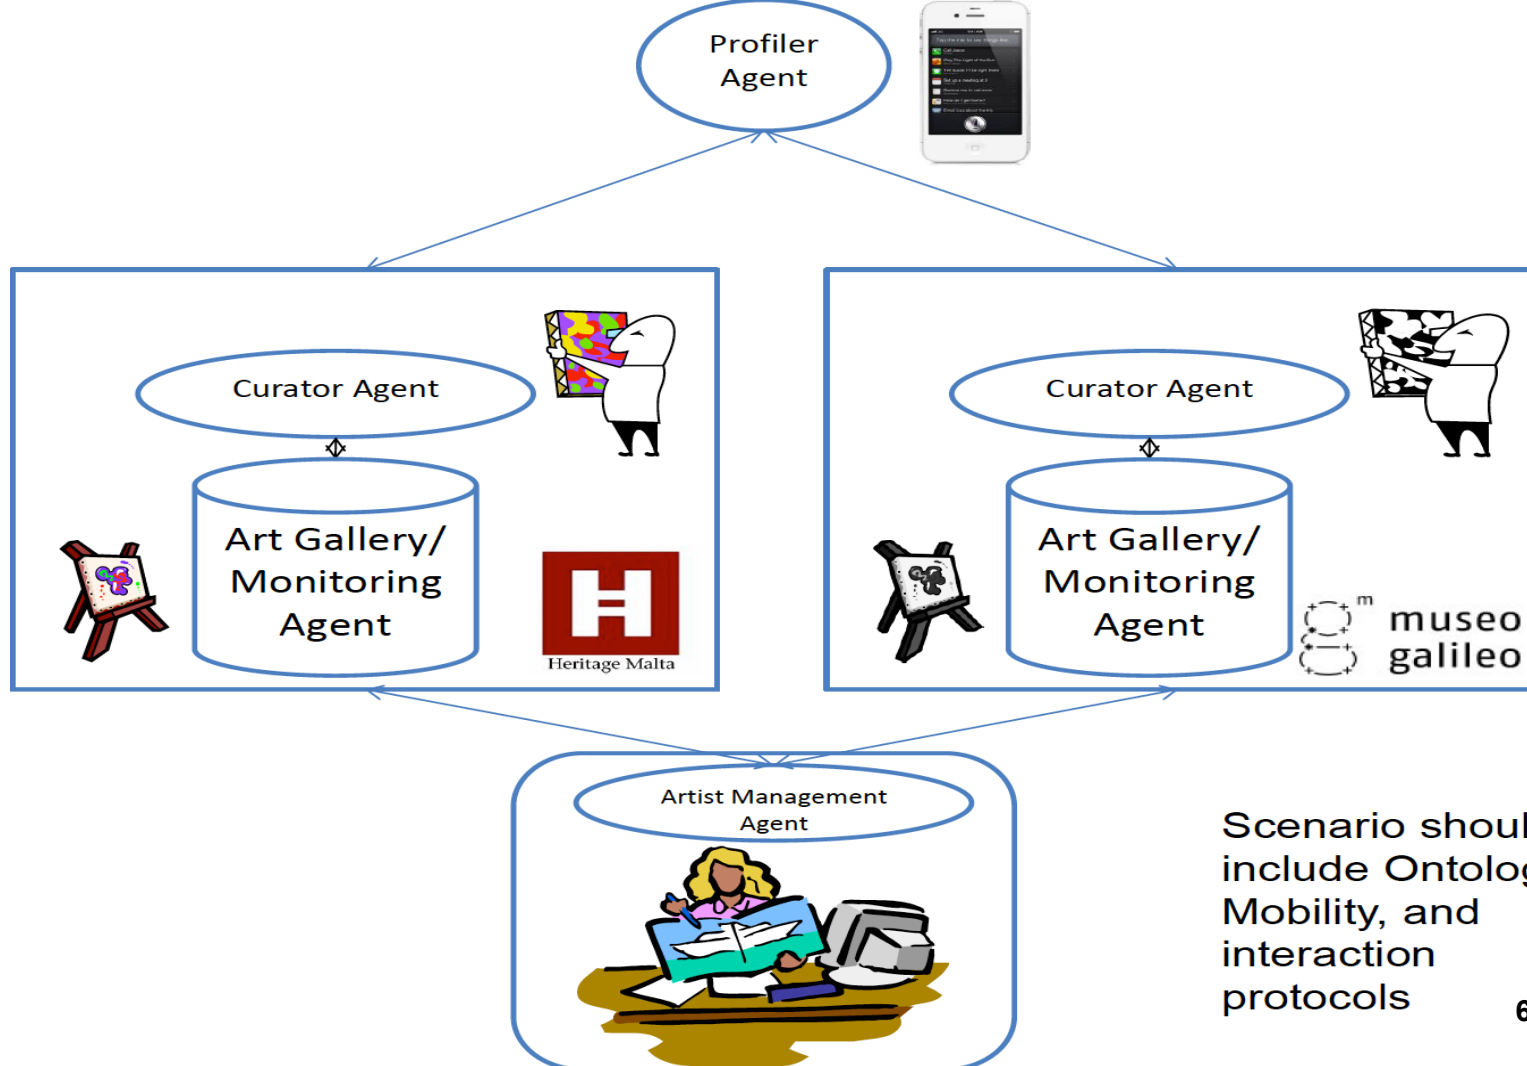 Profiler
Agent
Curator Agent
Art Gallery/
Monitoring
Agent
Heritage Malta
Curator Agent
Art Gallery/
Monitoring
Agent
m
museo
galileo
Artist Management
Agent
Scenario shoul
include Ontolog
Mobility, and
interaction
protocols
6